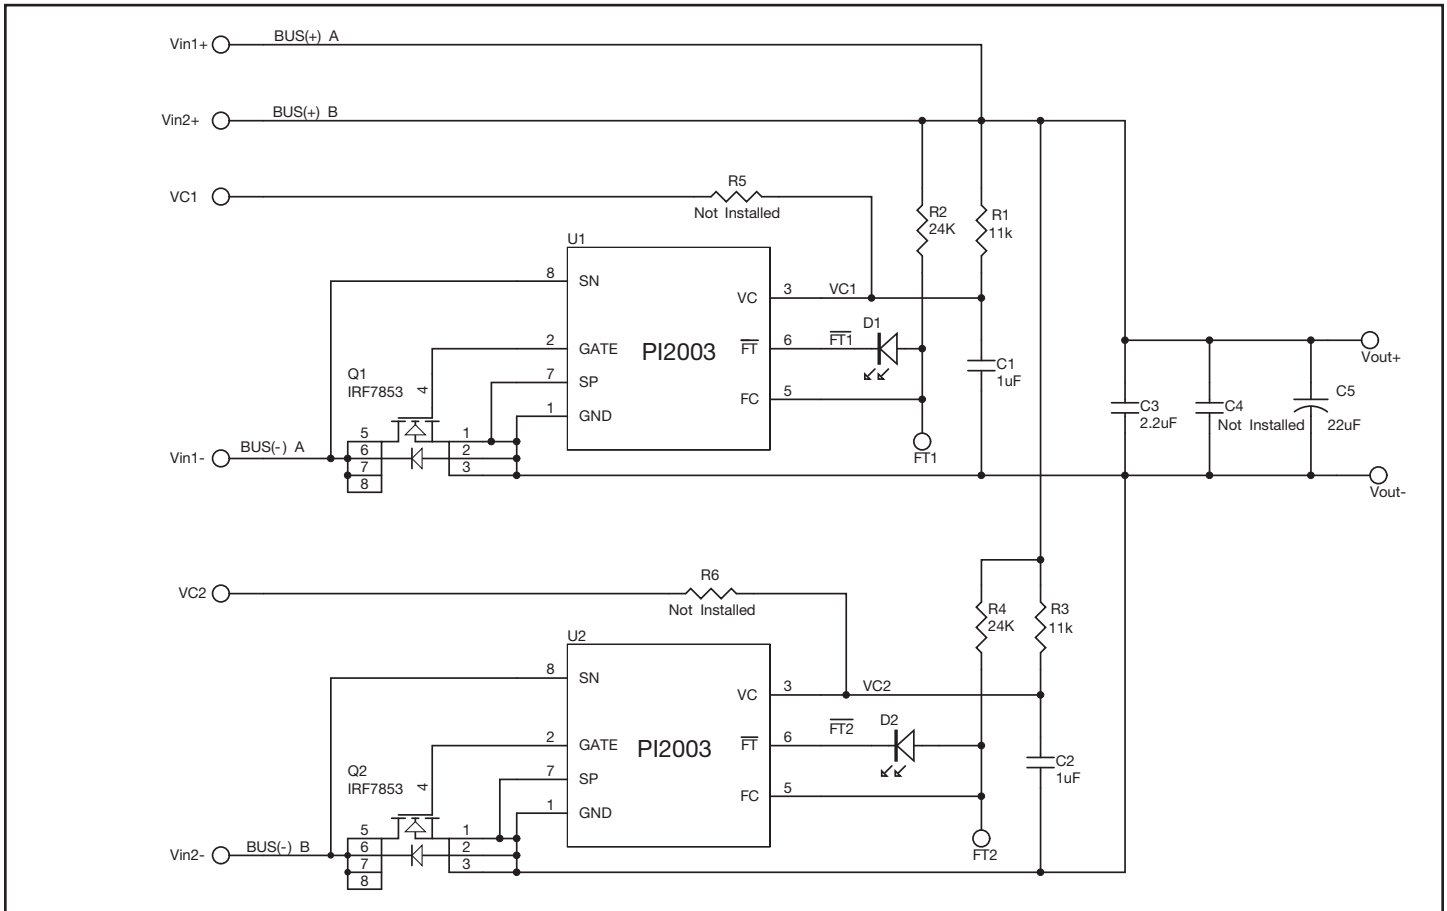 Vin1+ BUS(+) A
Vin2+ BUS(+) B
VC1
R5
Not Installed
R2
24K
R1
11k
U1
8 SN
VC 3 VC1
2 GATE
PI2003
FT 6 FT1
D1
7 SP
1 GND
FC 5
FT1
C1
1uF
Q1
IRF7853
4
5 1
6 2
7 3
8
Vin1- BUS(-) A
Vout+
C3
2.2uF
C4
Not Installed
C5
22uF
Vout-
VC2
R6
Not Installed
R4
24K
R3
11k
U2
8 SN
VC 3 VC2
2 GATE
PI2003
FT 6 FT2
D2
7 SP
1 GND
FC 5
FT2
C2
1uF
Q2
IRF7853
4
5 1
6 2
7 3
8
Vin2- BUS(-) B